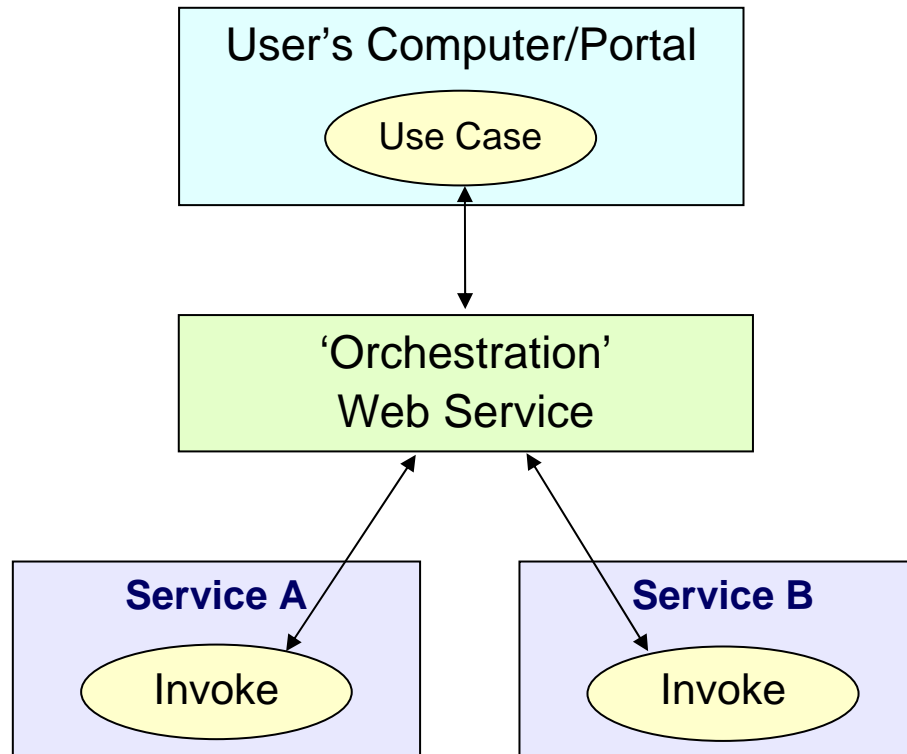 User's Computer/Portal
Use Case
‘Orchestration’
Web Service
Service A
Invoke
Service B
Invoke